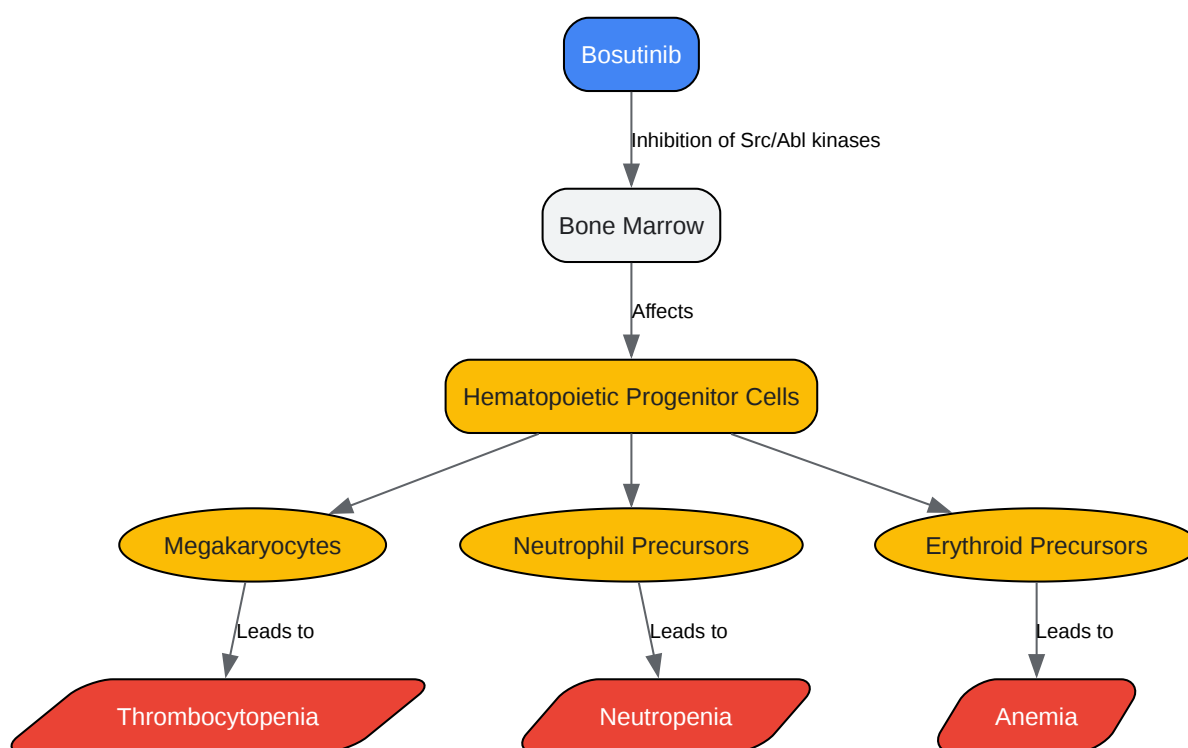 Bosutinib
Inhibition of Src/Abl kinases
Bone Marrow
Affects
Hematopoietic Progenitor Cells
Megakaryocytes
Neutrophil Precursors
Erythroid Precursors
Leads to
Leads to
Leads to
Thrombocytopenia
Neutropenia
Anemia